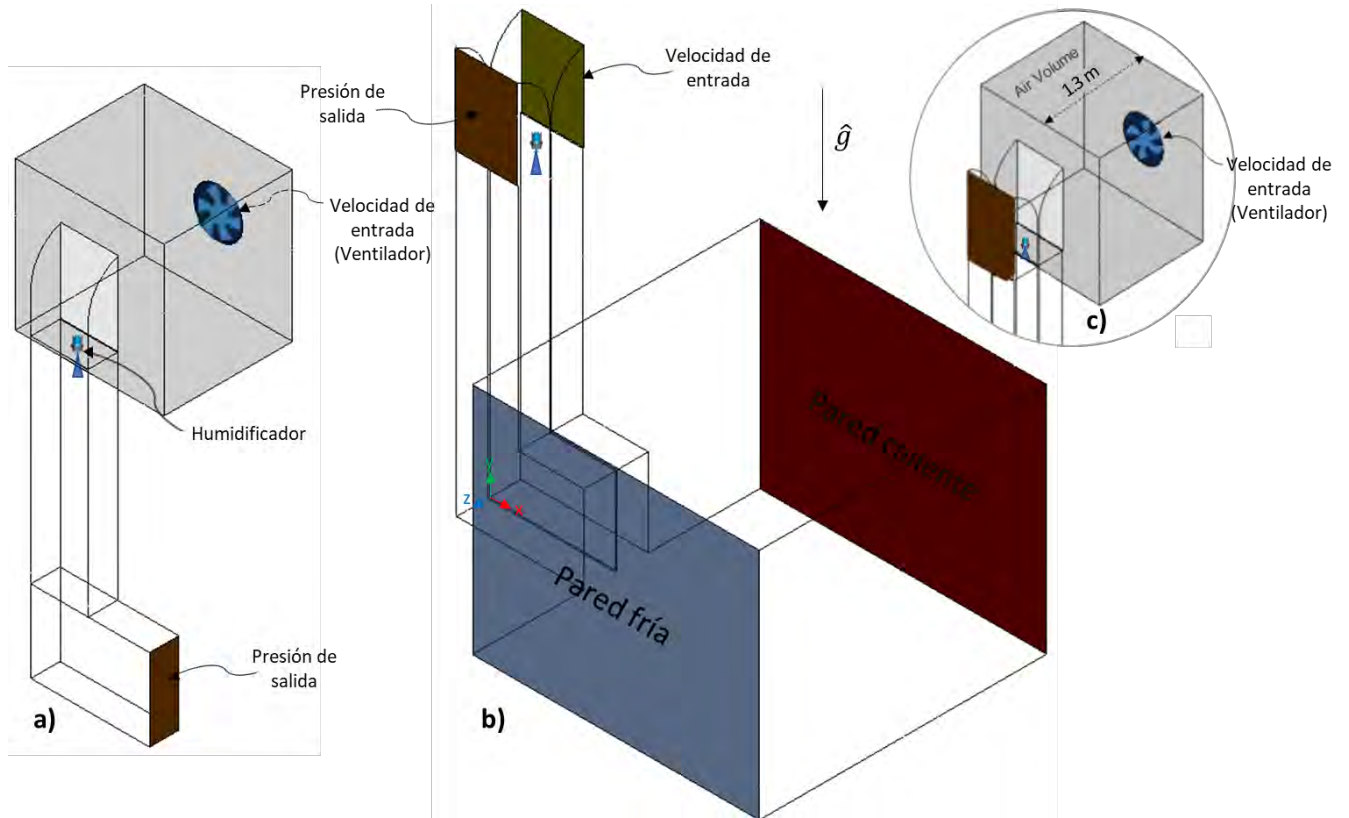 Velocidad de
entrada
(Ventilador)
Humidificador
Presión de
salida
a)
Presión de
salida
Velocidad de
entrada
ĝ
Pared caliente
Pared fría
y
z
x
b)
Air Volume
1.3 m
Velocidad de
entrada
(Ventilador)
c)